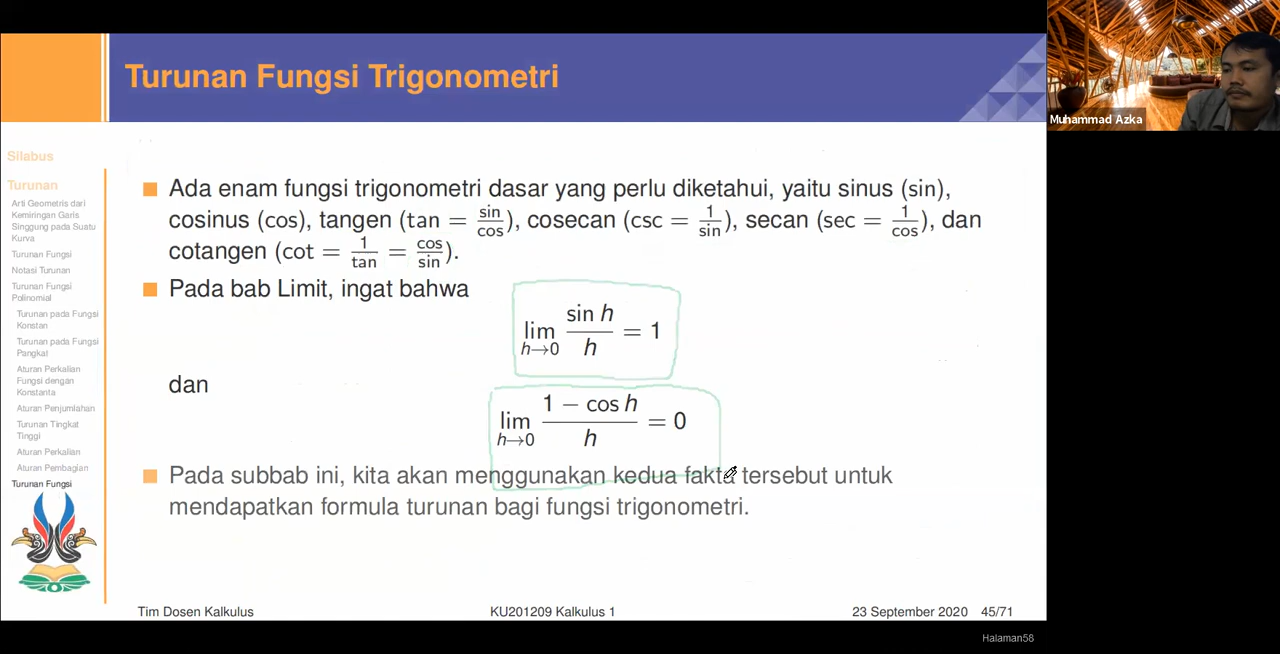 Turunan Fungsi Trigonometri
Muhammad Azka
Silabus
Turunan
Arti Geometris dari
Kemiringan Garis
Singgung pada Suatu
Kurva
Turunan Fungsi
Notasi Turunan
Turunan Fungsi
Polinomial
Turunan pada Fungsi
Konstan
Turunan pada Fungsi
Pangkat
Aturan Perkalian
Fungsi dengan
Konstanta
Aturan Penjumlahan
Turunan Tingkat
Tinggi
Aturan Perkalian
Aturan Pembagian
Turunan Fungsi
Ada enam fungsi trigonometri dasar yang perlu diketahui, yaitu sinus (sin),
cosinus (cos), tangen (tan = sin/cos), cosecan (csc = 1/sin), secan (sec = 1/cos), dan
cotangen (cot = 1/tan = cos/sin).
Pada bab Limit, ingat bahwa
lim h→0 sin h / h = 1
dan
lim h→0 1 − cos h / h = 0
Pada subbab ini, kita akan menggunakan kedua fakta tersebut untuk
mendapatkan formula turunan bagi fungsi trigonometri.
Tim Dosen Kalkulus KU201209 Kalkulus 1 23 September 2020 45/71
Halaman58